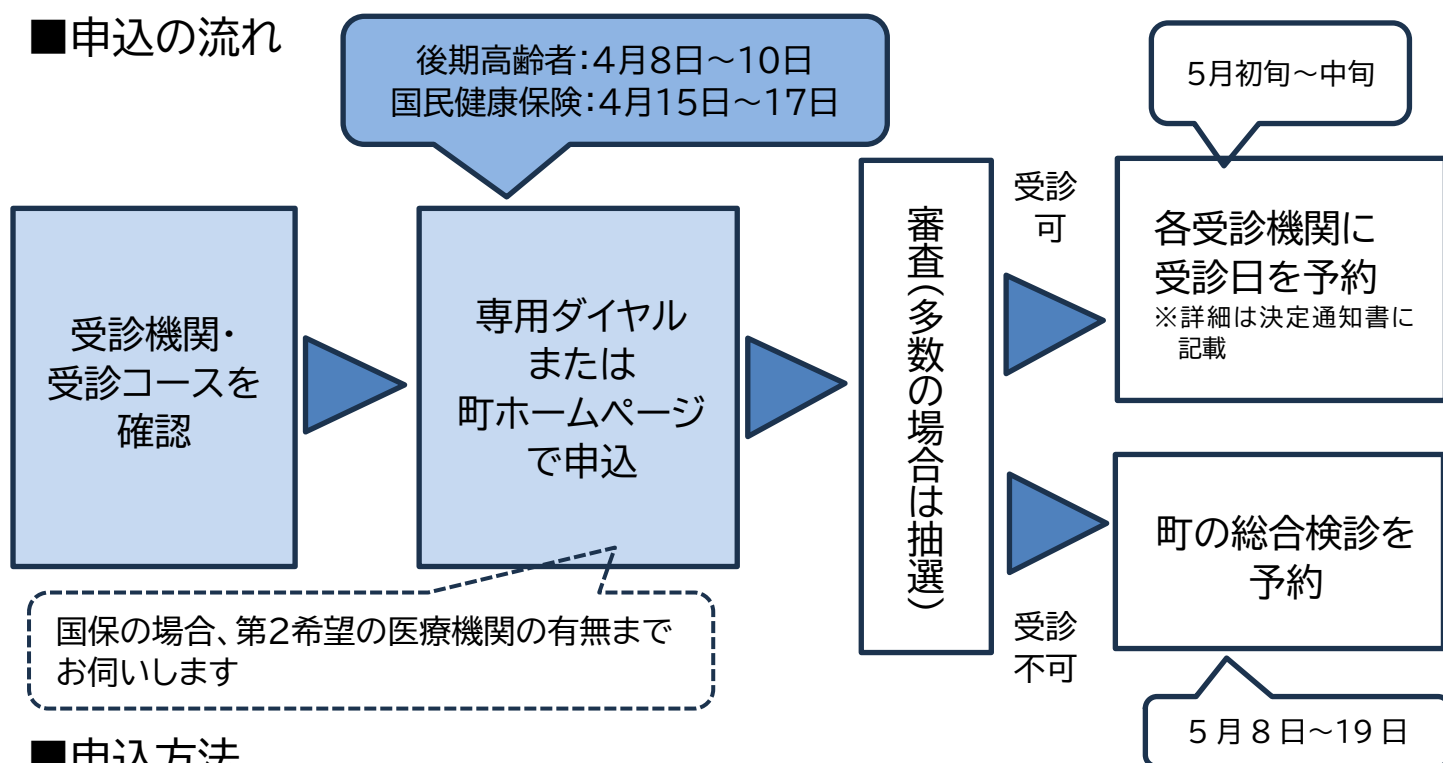 ■申込の流れ
後期高齢者:4月8日~10日
国民健康保険:4月15日~17日
5月初旬~中旬
受診機関・
受診コースを
確認
専用ダイヤル
または
町ホームページ
で申込
国保の場合、第2希望の医療機関の有無まで
お伺いします
審査(多数の場合は抽選)
受診
可
各受診機関に
受診日を予約
※詳細は決定通知書に
記載
受診
不可
町の総合検診を
予約
5月8日~19日
■申込方法